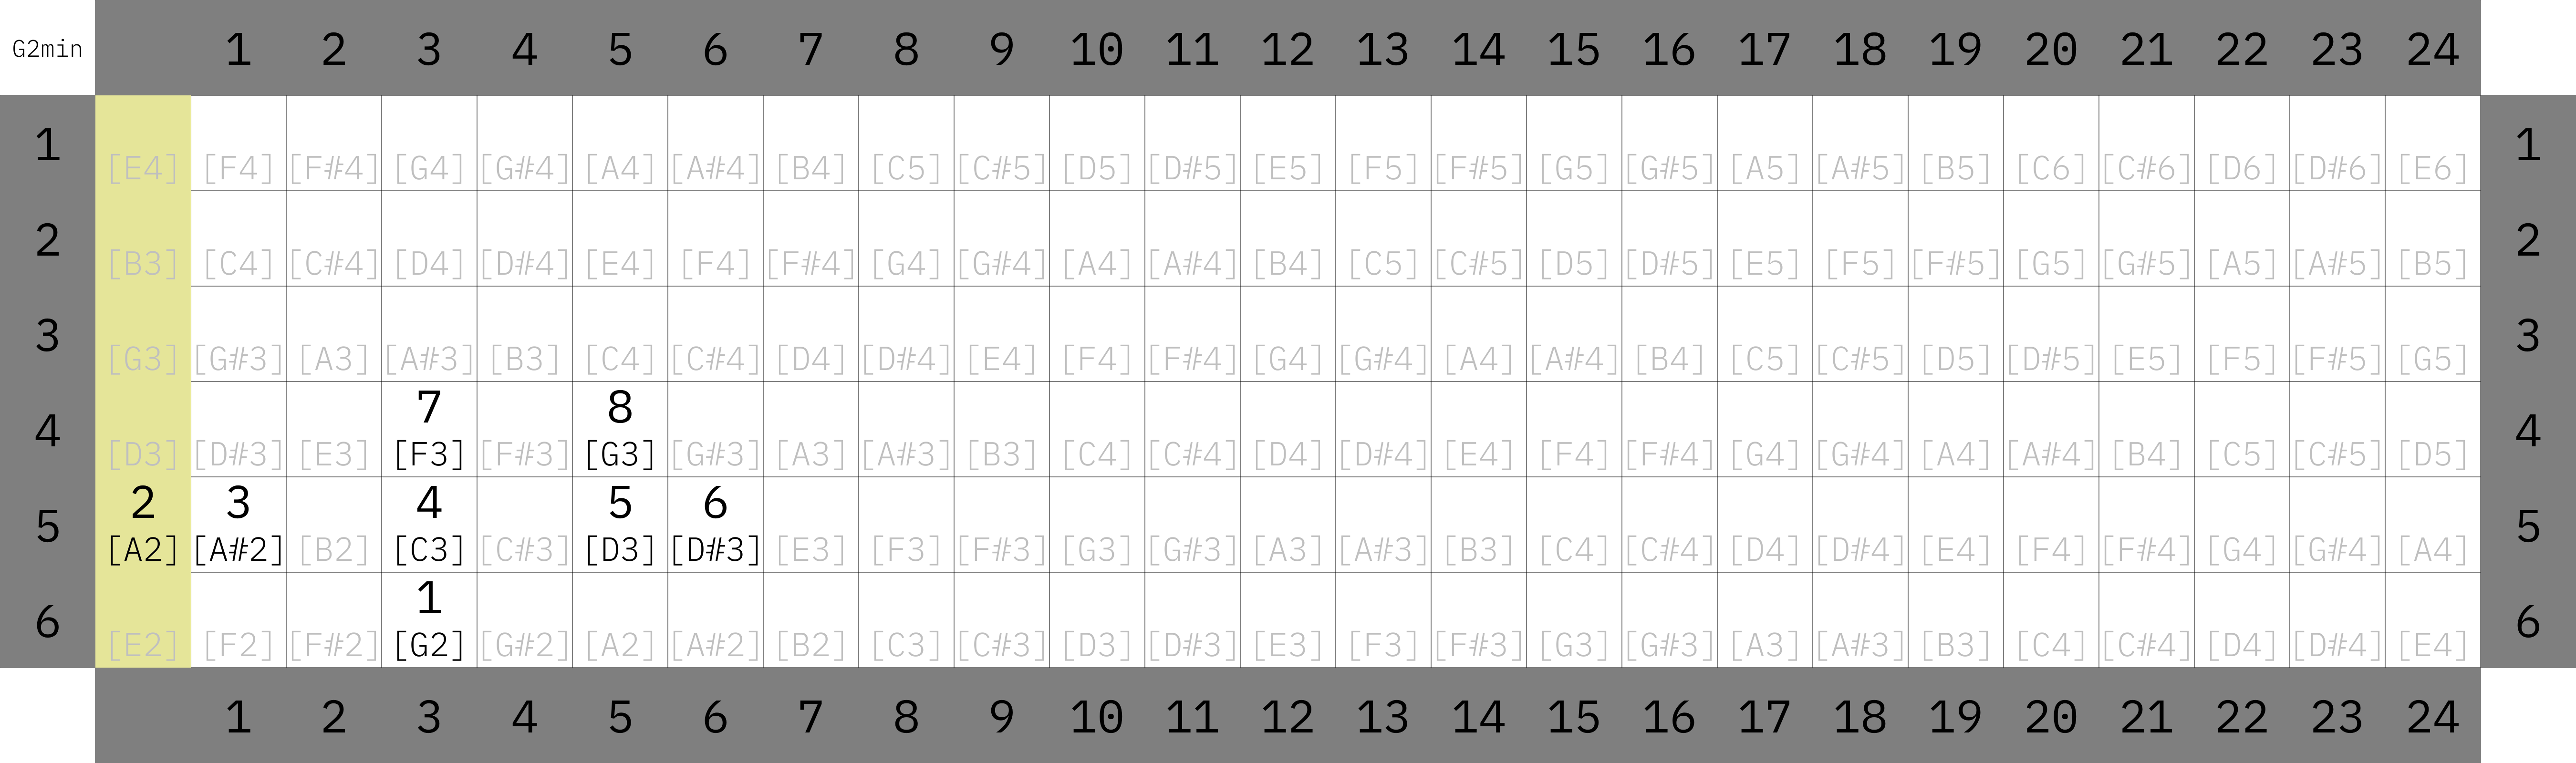 G2min 1 2 3 4 5 6 7 8 9 10 11 12 13 14 15 16 17 18 19 20 21 22 23 24
1 [E4] [F4] [F#4] [G4] [G#4] [A4] [A#4] [B4] [C5] [C#5] [D5] [D#5] [E5] [F5] [F#5] [G5] [G#5] [A5] [A#5] [B5] [C6] [C#6] [D6] [D#6] [E6] 1
2 [B3] [C4] [C#4] [D4] [D#4] [E4] [F4] [F#4] [G4] [G#4] [A4] [A#4] [B4] [C5] [C#5] [D5] [D#5] [E5] [F5] [F#5] [G5] [G#5] [A5] [A#5] [B5] 2
3 [G3] [G#3] [A3] [A#3] [B3] [C4] [C#4] [D4] [D#4] [E4] [F4] [F#4] [G4] [G#4] [A4] [A#4] [B4] [C5] [C#5] [D5] [D#5] [E5] [F5] [F#5] [G5] 3
7 8
4 [D3] [D#3] [E3] [F3] [F#3] [G3] [G#3] [A3] [A#3] [B3] [C4] [C#4] [D4] [D#4] [E4] [F4] [F#4] [G4] [G#4] [A4] [A#4] [B4] [C5] [C#5] [D5] 4
2 3 4 5 6
5 [A2] [A#2] [B2] [C3] [C#3] [D3] [D#3] [E3] [F3] [F#3] [G3] [G#3] [A3] [A#3] [B3] [C4] [C#4] [D4] [D#4] [E4] [F4] [F#4] [G4] [G#4] [A4] 5
1
6 [E2] [F2] [F#2] [G2] [G#2] [A2] [A#2] [B2] [C3] [C#3] [D3] [D#3] [E3] [F3] [F#3] [G3] [G#3] [A3] [A#3] [B3] [C4] [C#4] [D4] [D#4] [E4] 6
1 2 3 4 5 6 7 8 9 10 11 12 13 14 15 16 17 18 19 20 21 22 23 24